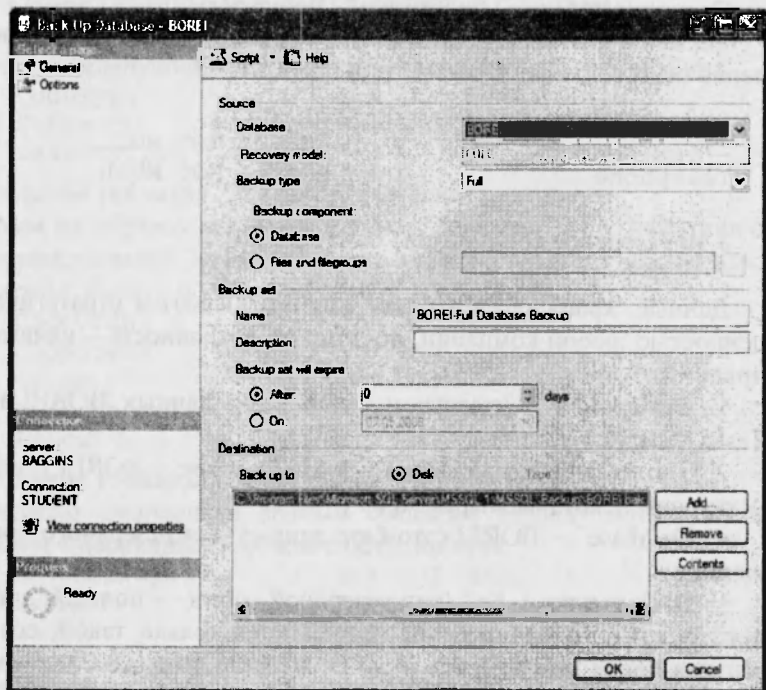 Back Up Database - BOREI
Select a page
General
Options
Script
Help
Source
Database
BOREI
Recovery model:
Backup type
Full
Backup component:
Database
Files and filegroups
Backup set
Name
BOREI-Full Database Backup
Description
Backup set will expire
After:
0
days
On:
Destination
Back up to
Disk
Tape
Add
Remove
Contents
Connection
Server:
BAGGINS
Connection:
STUDENT
View connection properties
Progress
Ready
OK
Cancel